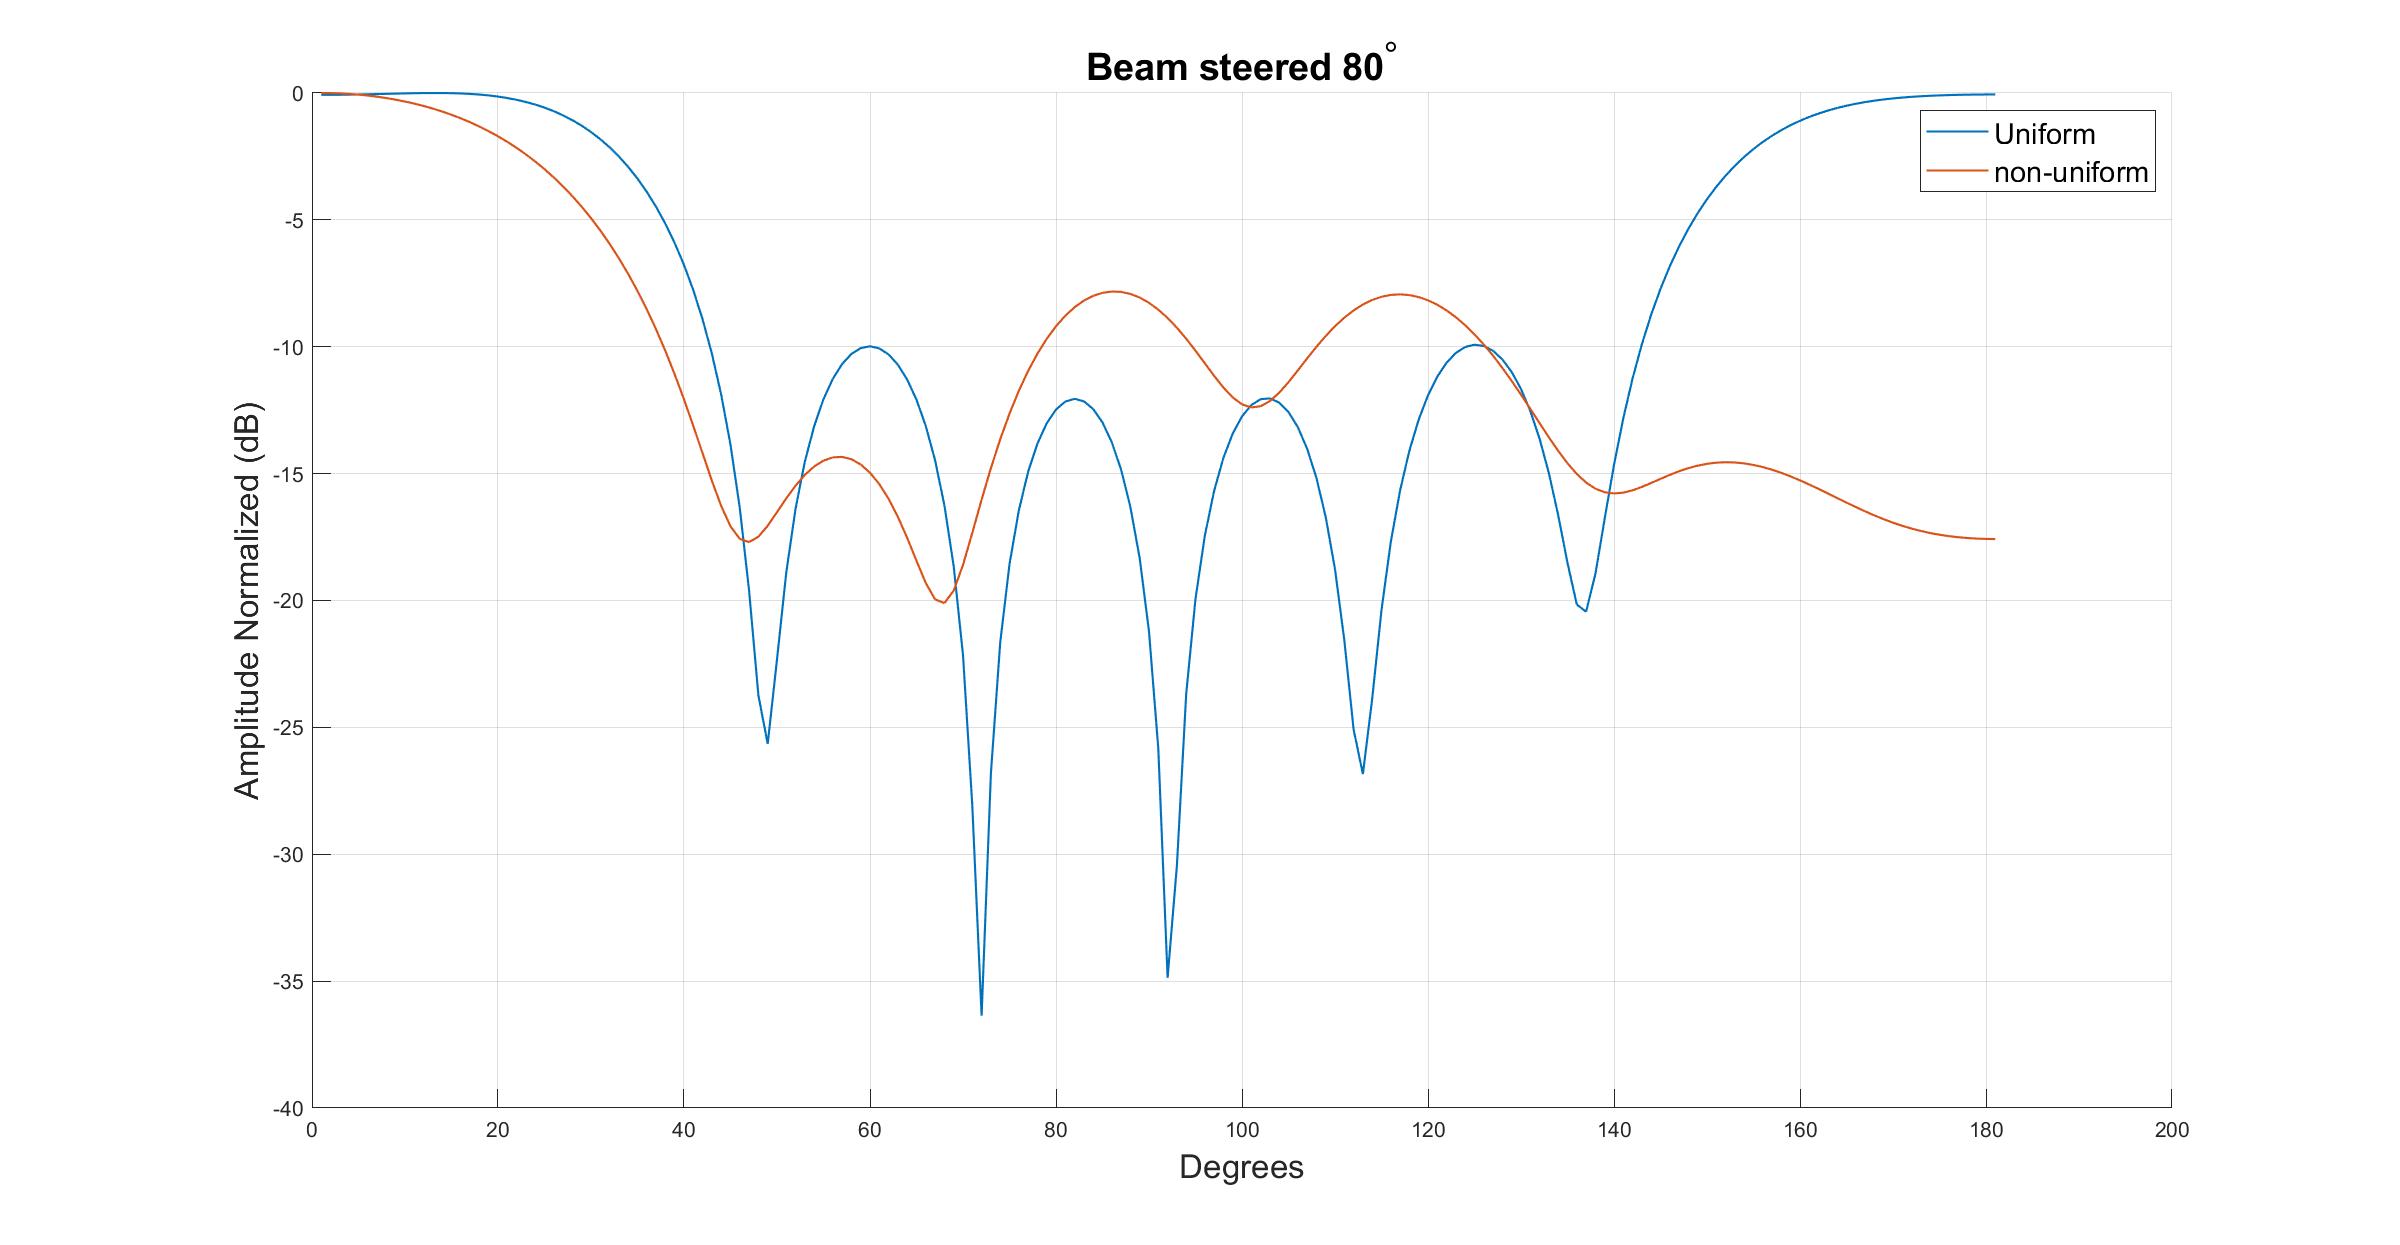 Beam steered 80°
Uniform
non-uniform
Amplitude Normalized (dB)
0
-5
-10
-15
-20
-25
-30
-35
-40
0 20 40 60 80 100 120 140 160 180 200
Degrees